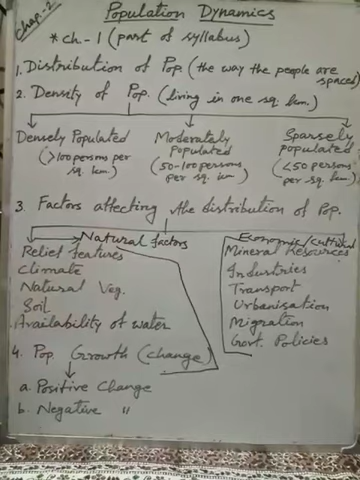 Chap.-2
Population Dynamics
* ch-1 (part of syllabus)
1. Distribution of Pop. (the way the people are spaced)
2. Density of Pop. (living in one sq. km.)
Densely Populated
(>100 persons per
sq. km.)
Moderately
populated
(50-100 persons
per sq. km
Sparsely
populated
(<50 persons
per sq. km.)
3. Factors affecting the distribution of Pop.
Natural factors
Relief features
Climate
Natural Veg.
Soil
Availability of water
Economic/cultural
Mineral Resources
Industries
Transport
Urbanisation
Migration
Govt. Policies
4. Pop. Growth (change)
a. Positive Change
b. Negative "